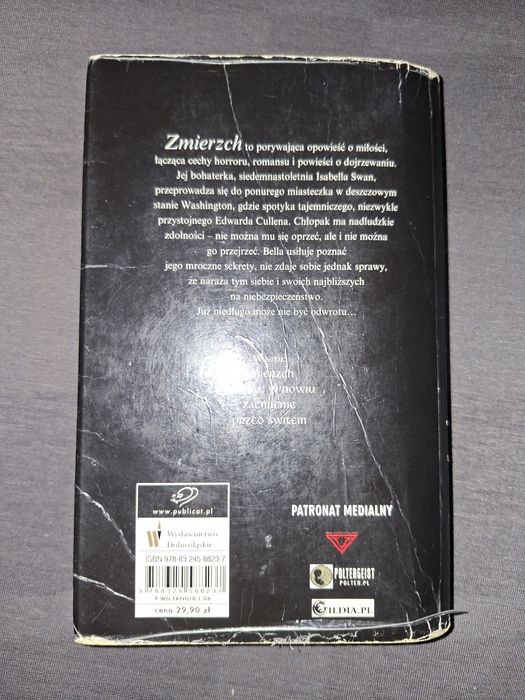 Zmierzch to porywająca opowieść o miłości,
łącząca cechy horroru, romansu i powieści o dojrzewaniu.
Jej bohaterka, siedemnastoletnia Isabella Swan,
przeprowadza się do ponurego miasteczka w deszczowym
stanie Washington, gdzie spotyka tajemniczego, niezwykle
przystojnego Edwarda Cullena. Chłopak ma nadludzkie
zdolności – nie można mu się oprzeć, ale i nie można
go przejrzeć. Bella usiłuje poznać
jego mroczne sekrety, nie zdaje sobie jednak sprawy,
że naraża tym siebie i swoich najbliższych
na niebezpieczeństwo.
Już niedługo może nie być odwrotu...
W serii:
w nowiu
zaćmienie
przed świtem
www.publicat.pl
Wydawnictwo
Dolnośląskie
ISBN 978-83-245-8823-7
9 788324 588237
cena 29,90 zł
PATRONAT MEDIALNY
POLTERGEIST
POLTER.PL
GILDIA.PL